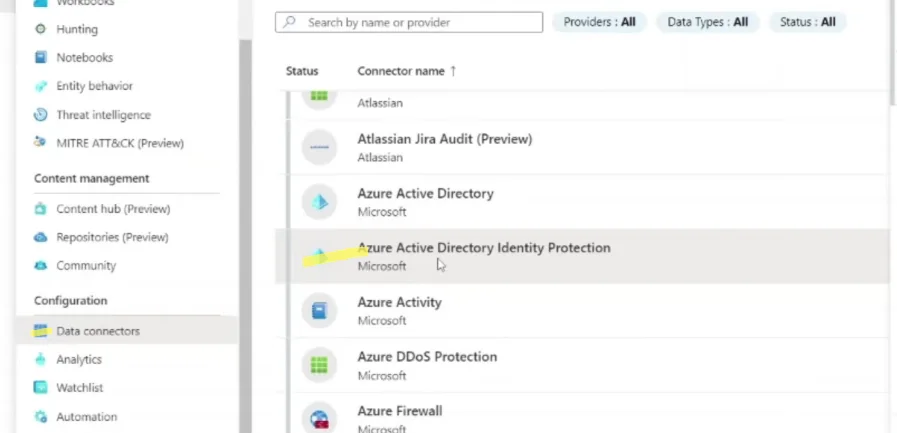 Workbooks
Hunting
Notebooks
Entity behavior
Threat intelligence
MITRE ATT&CK (Preview)
Content management
Content hub (Preview)
Repositories (Preview)
Community
Configuration
Data connectors
Analytics
Watchlist
Automation
Search by name or provider
Providers : All
Data Types : All
Status : All
Status
Connector name ↑
Atlassian
Atlassian Jira Audit (Preview)
Atlassian
Azure Active Directory
Microsoft
Azure Active Directory Identity Protection
Microsoft
Azure Activity
Microsoft
Azure DDoS Protection
Microsoft
Azure Firewall
Microsoft